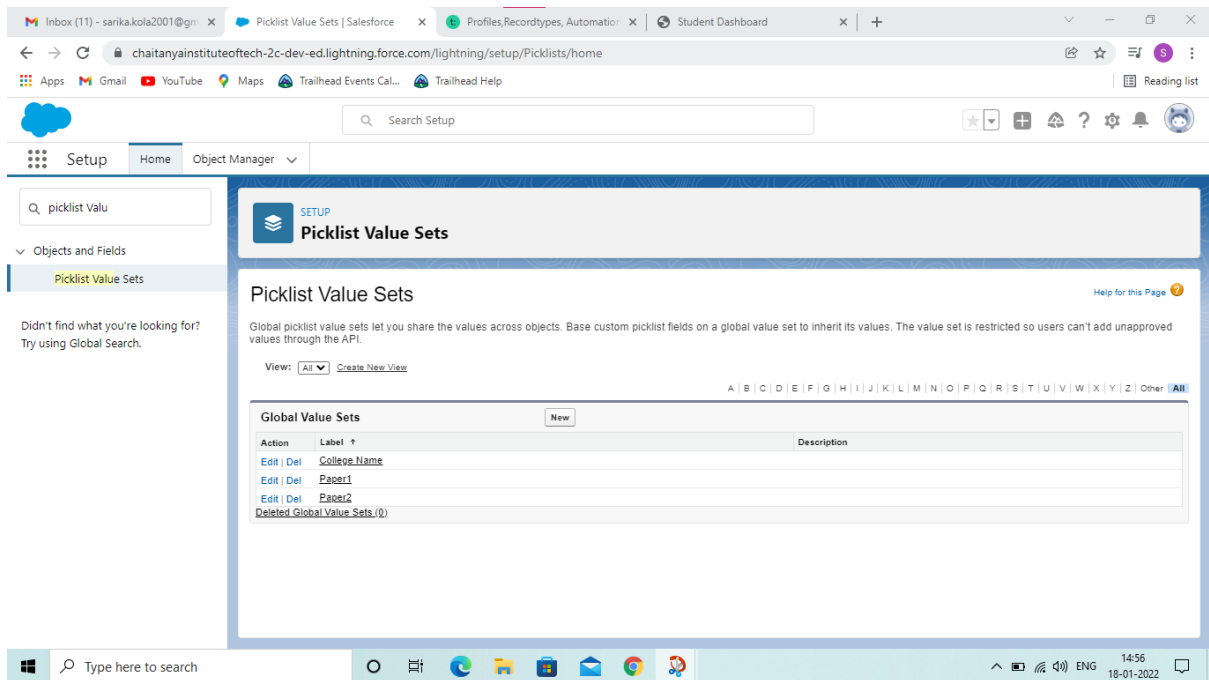 Inbox (11) - sarika.kola2001@gm
Picklist Value Sets | Salesforce
Profiles,Recordtypes, Automation
Student Dashboard
chaitanyainstituteoftech-2c-dev-ed.lightning.force.com/lightning/setup/Picklists/home
S
Apps Gmail YouTube Maps Trailhead Events Cal... Trailhead Help Reading list
Search Setup
Setup Home Object Manager
picklist Valu
Objects and Fields
Picklist Value Sets
Didn't find what you're looking for?
Try using Global Search.
SETUP
Picklist Value Sets
Picklist Value Sets
Help for this Page ?
Global picklist value sets let you share the values across objects. Base custom picklist fields on a global value set to inherit its values. The value set is restricted so users can't add unapproved
values through the API.
View: All Create New View
A | B | C | D | E | F | G | H | I | J | K | L | M | N | O | P | Q | R | S | T | U | V | W | X | Y | Z | Other All
Global Value Sets New
Action Label ↑ Description
Edit | Del College Name
Edit | Del Paper1
Edit | Del Paper2
Deleted Global Value Sets (0)
Type here to search
ENG
14:56
18-01-2022